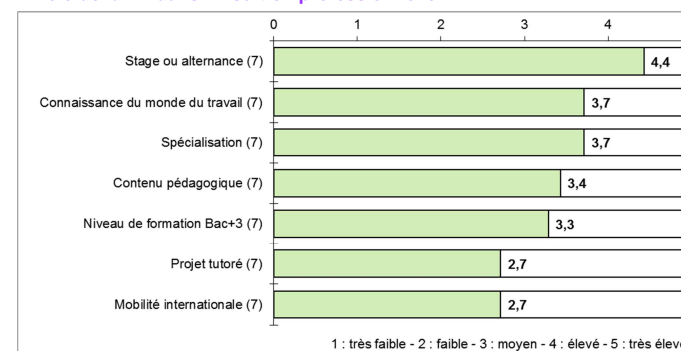 0 1 2 3 4
Stage ou alternance (7) 4,4
Connaissance du monde du travail (7) 3,7
Spécialisation (7) 3,7
Contenu pédagogique (7) 3,4
Niveau de formation Bac+3 (7) 3,3
Projet tutoré (7) 2,7
Mobilité internationale (7) 2,7
1 : très faible - 2 : faible - 3 : moyen - 4 : élevé - 5 : très élevé